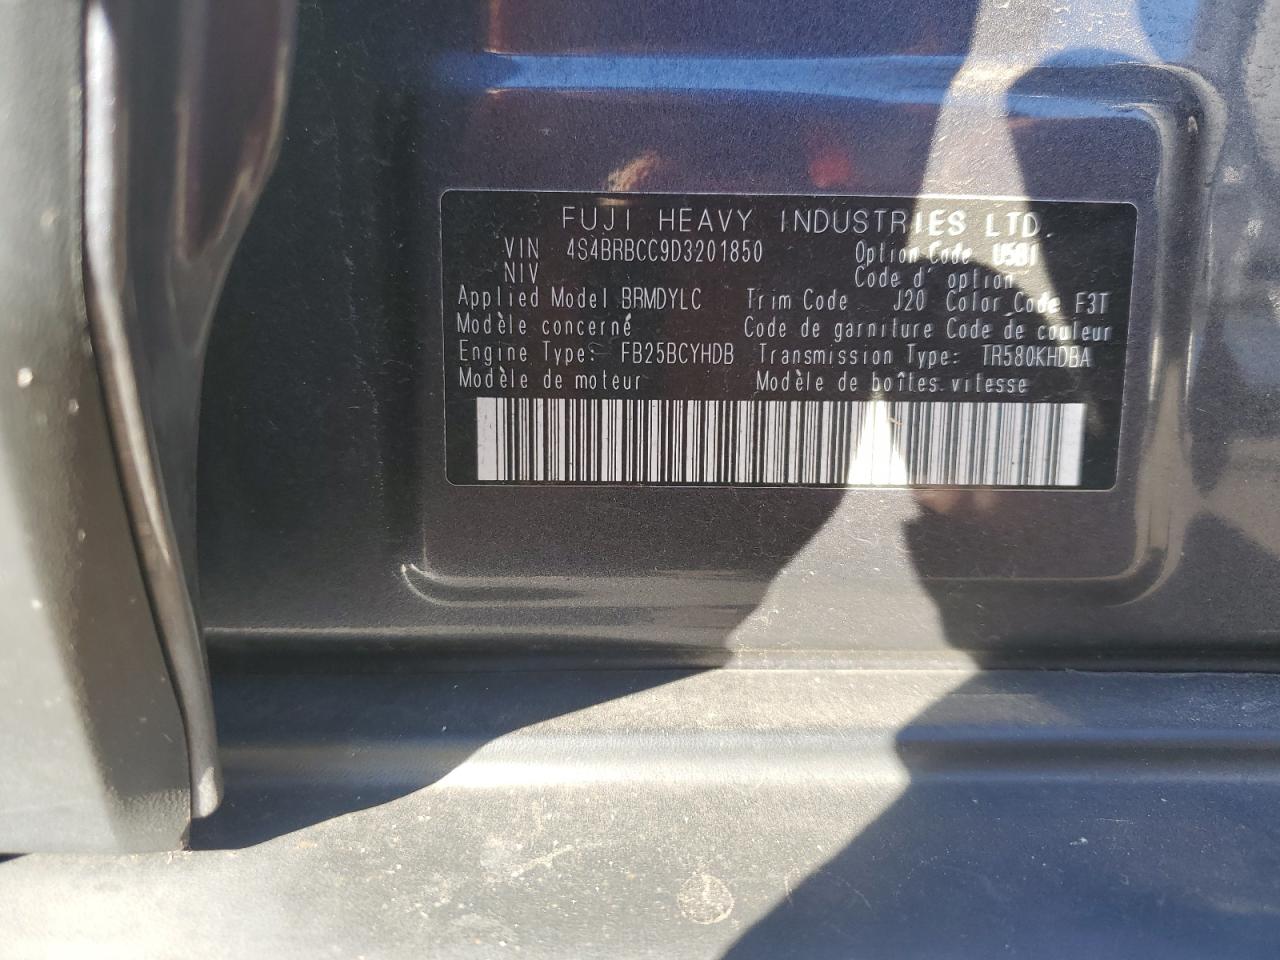 FUJI HEAVY INDUSTRIES LTD.
VIN 4S4BRBCC9D3201850 Option Code U5BI
NIV Code d' option
Applied Model BRMDYLC Trim Code J20 Color Code F3T
Modèle concerné Code de garniture Code de couleur
Engine Type: FB25BCYHDB Transmission Type: TR580KHDBA
Modèle de moteur Modèle de boîtes vitesse